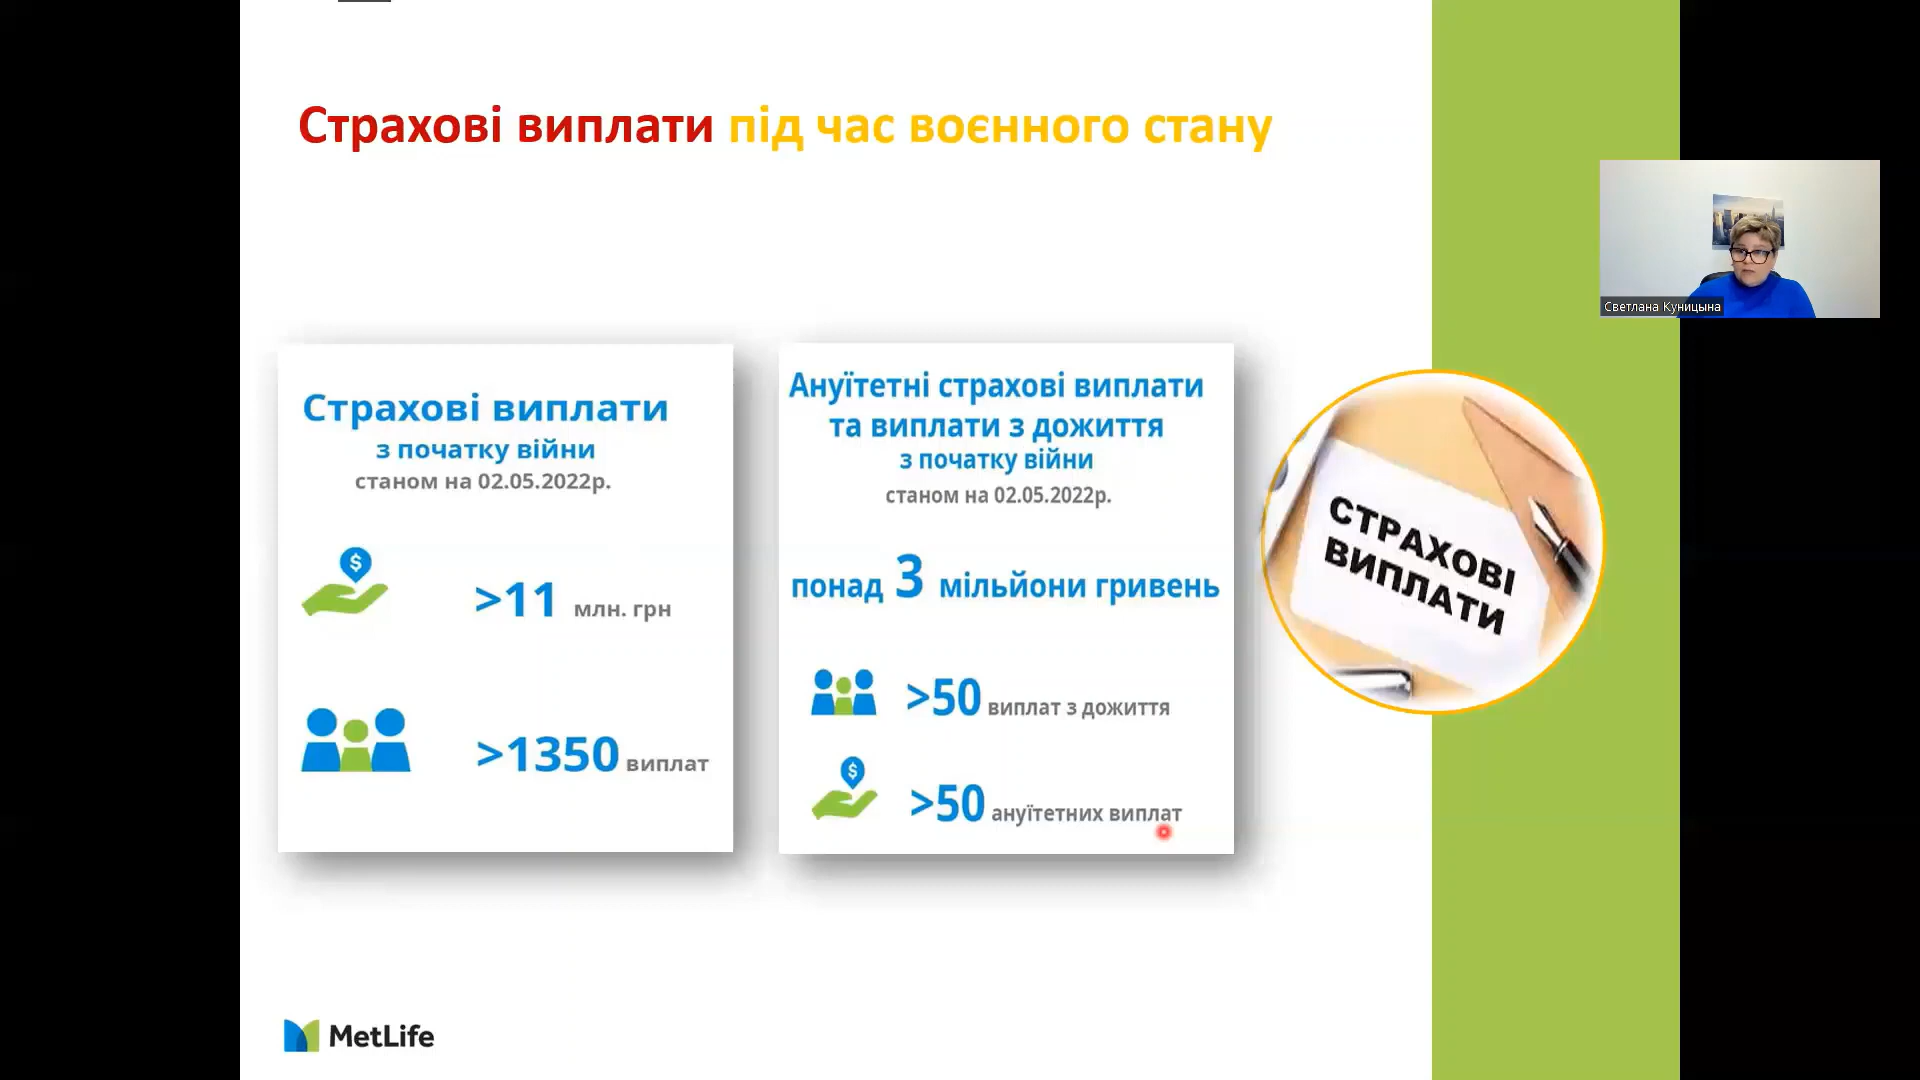 Страхові виплати під час воєнного стану
Светлана Куницына
Страхові виплати
з початку війни
станом на 02.05.2022р.
$
>11 млн. грн
>1350 виплат
Ануїтетні страхові виплати
та виплати з дожиття
з початку війни
станом на 02.05.2022р.
понад 3 мільйони гривень
>50 виплат з дожиття
$
>50 ануїтетних виплат
СТРАХОВІ
ВИПЛАТИ
MetLife